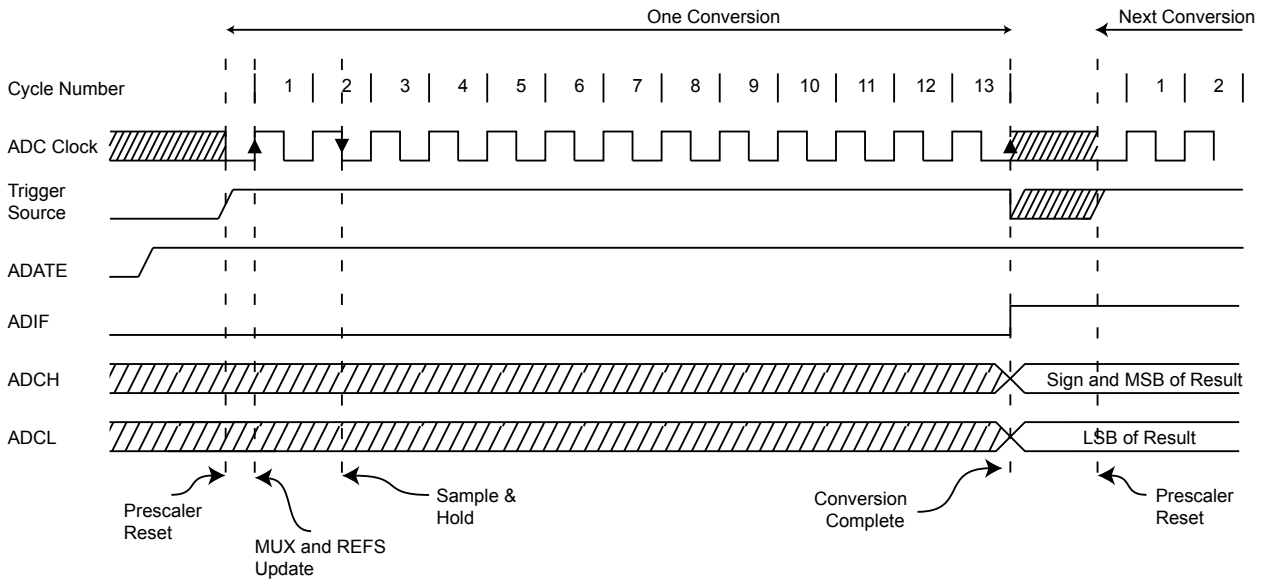 One Conversion
Next Conversion
Cycle Number
1 2 3 4 5 6 7 8 9 10 11 12 13 1 2
ADC Clock
Trigger
Source
ADATE
ADIF
ADCH
Sign and MSB of Result
ADCL
LSB of Result
Prescaler
Reset
MUX and REFS
Update
Sample &
Hold
Conversion
Complete
Prescaler
Reset